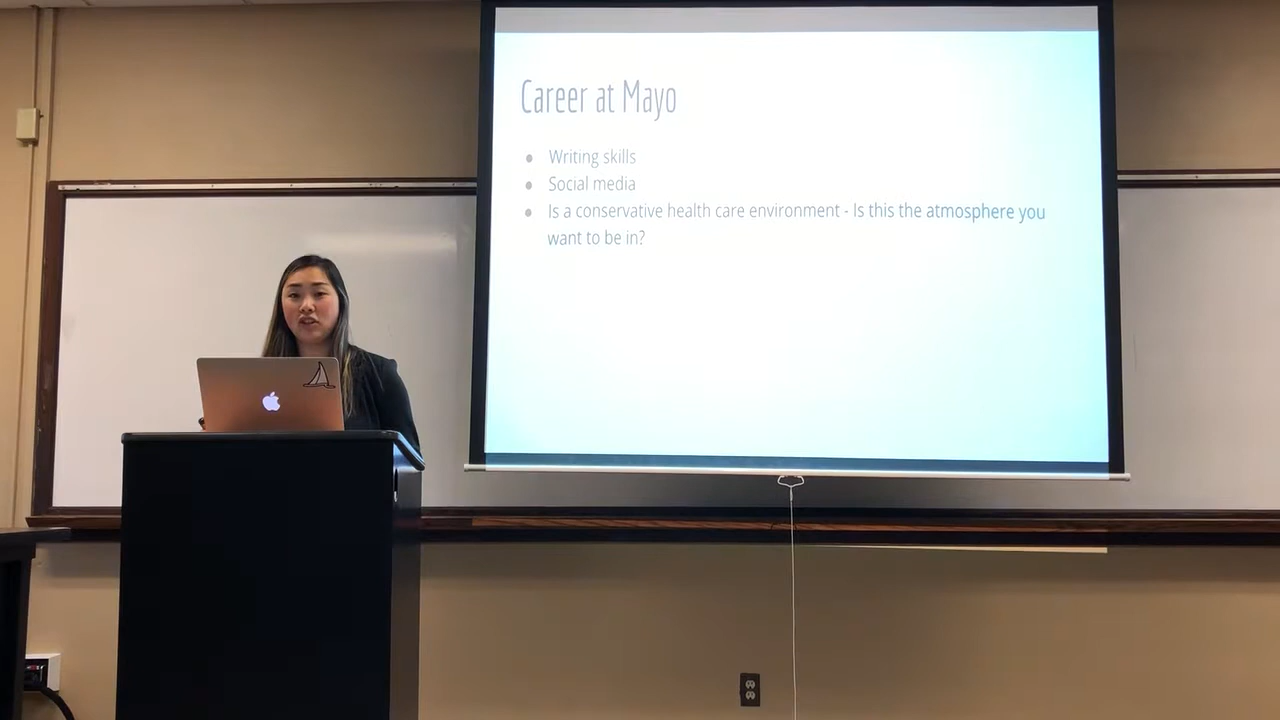 Career at Mayo
● Writing skills
● Social media
● Is a conservative health care environment - Is this the atmosphere you
want to be in?